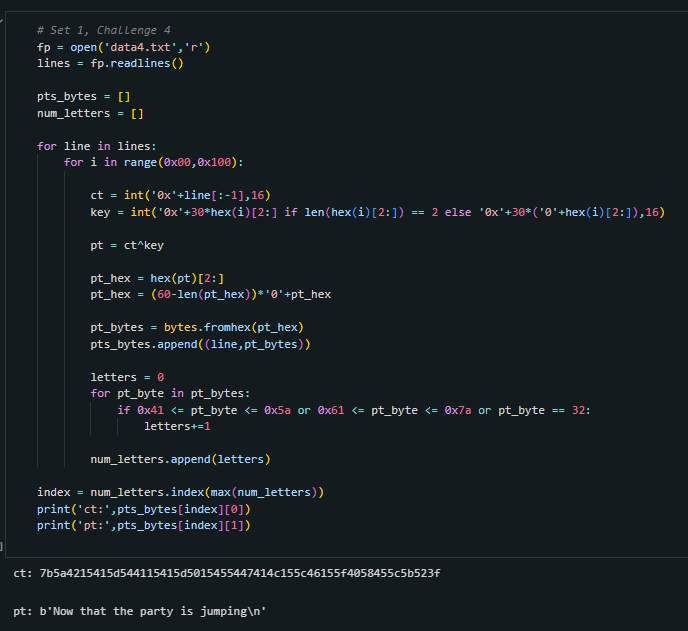 # Set 1, Challenge 4
fp = open('data4.txt','r')
lines = fp.readlines()
pts_bytes = []
num_letters = []
for line in lines:
for i in range(0x00,0x100):
ct = int('0x'+line[:-1],16)
key = int('0x'+30*hex(i)[2:] if len(hex(i)[2:]) == 2 else '0x'+30*('0'+hex(i)[2:]),16)
pt = ct^key
pt_hex = hex(pt)[2:]
pt_hex = (60-len(pt_hex))*'0'+pt_hex
pt_bytes = bytes.fromhex(pt_hex)
pts_bytes.append((line,pt_bytes))
letters = 0
for pt_byte in pt_bytes:
if 0x41 <= pt_byte <= 0x5a or 0x61 <= pt_byte <= 0x7a or pt_byte == 32:
letters+=1
num_letters.append(letters)
index = num_letters.index(max(num_letters))
print('ct:',pts_bytes[index][0])
print('pt:',pts_bytes[index][1])
ct: 7b5a4215415d544115415d5015455447414c155c46155f4058455c5b523f
pt: b'Now that the party is jumping\n'